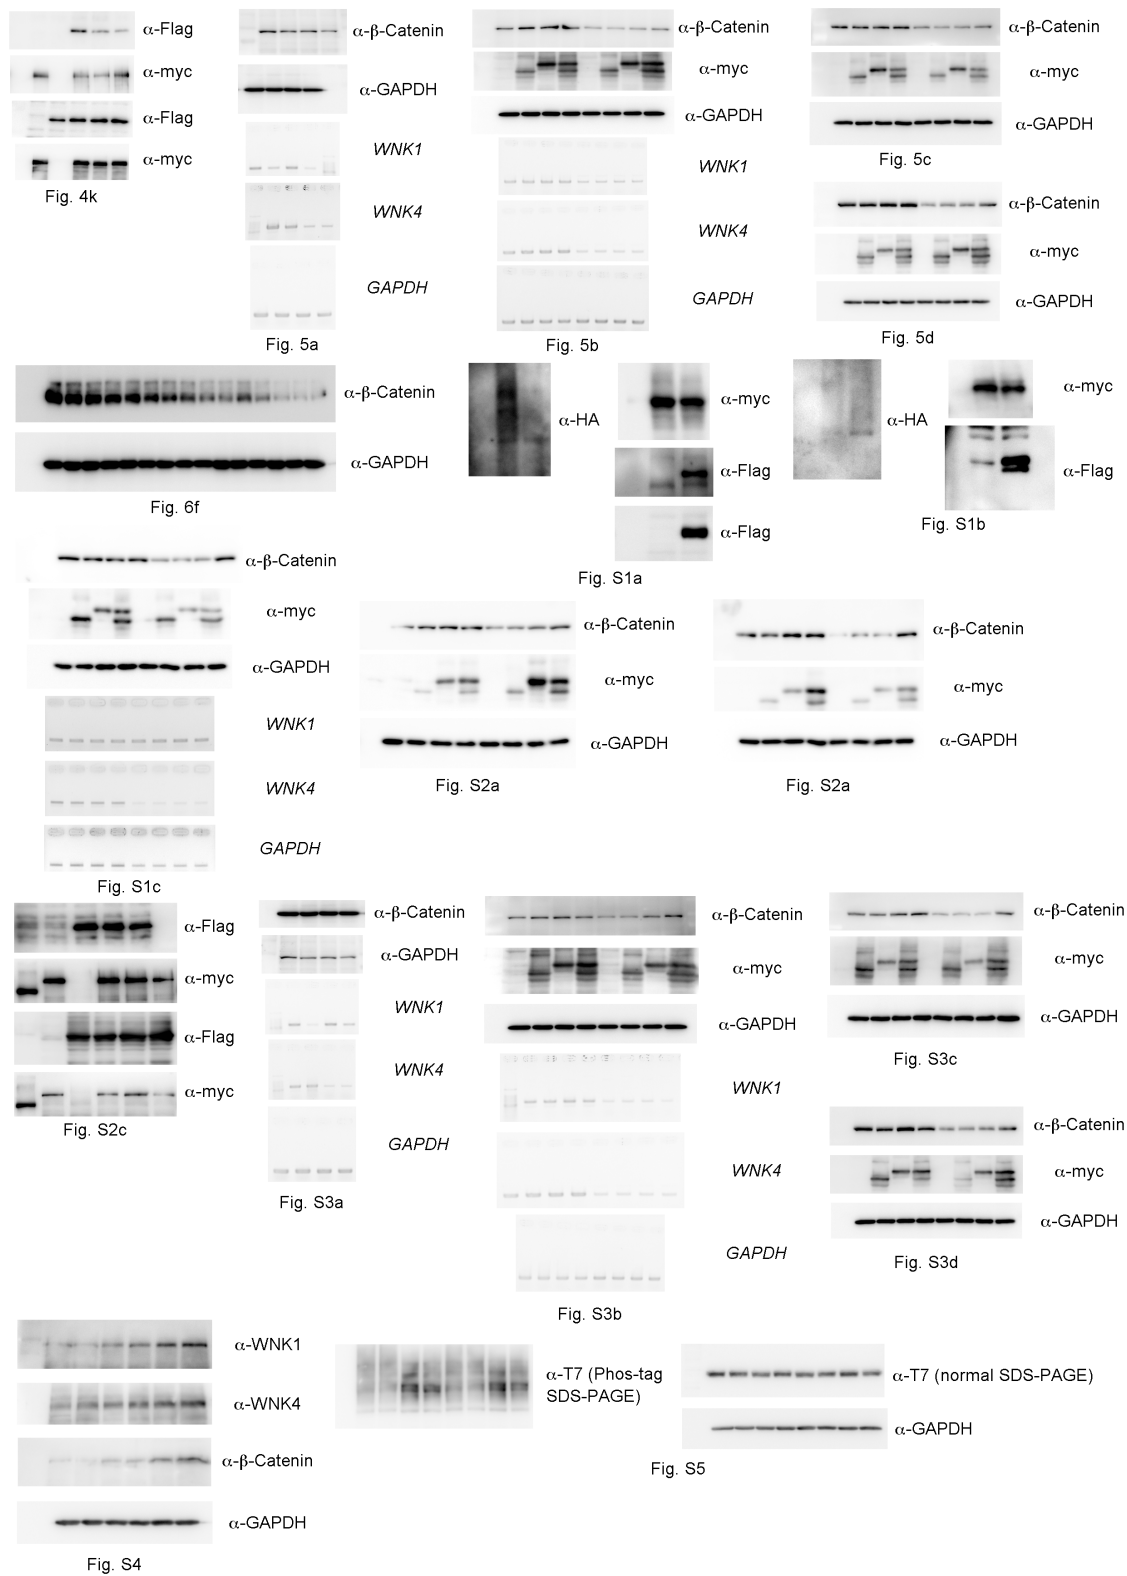 α-Flag
α-myc
α-Flag
α-myc
Fig. 4k
α-β-Catenin
α-GAPDH
WNK1
WNK4
GAPDH
Fig. 5a
α-β-Catenin
α-myc
α-GAPDH
WNK1
WNK4
GAPDH
Fig. 5b
α-β-Catenin
α-myc
α-GAPDH
Fig. 5c
α-β-Catenin
α-myc
α-GAPDH
Fig. 5d
α-β-Catenin
α-GAPDH
Fig. 6f
α-HA
α-myc
α-Flag
α-Flag
Fig. S1a
α-HA
α-myc
α-Flag
Fig. S1b
α-β-Catenin
α-myc
α-GAPDH
WNK1
WNK4
GAPDH
Fig. S1c
α-β-Catenin
α-myc
α-GAPDH
Fig. S2a
α-β-Catenin
α-myc
α-GAPDH
Fig. S2a
α-Flag
α-myc
α-Flag
α-myc
Fig. S2c
α-β-Catenin
α-GAPDH
WNK1
WNK4
GAPDH
Fig. S3a
α-β-Catenin
α-myc
α-GAPDH
WNK1
WNK4
GAPDH
Fig. S3b
α-β-Catenin
α-myc
α-GAPDH
Fig. S3c
α-β-Catenin
α-myc
α-GAPDH
Fig. S3d
α-WNK1
α-WNK4
α-β-Catenin
α-GAPDH
Fig. S4
α-T7 (Phos-tag
SDS-PAGE)
α-T7 (normal SDS-PAGE)
α-GAPDH
Fig. S5